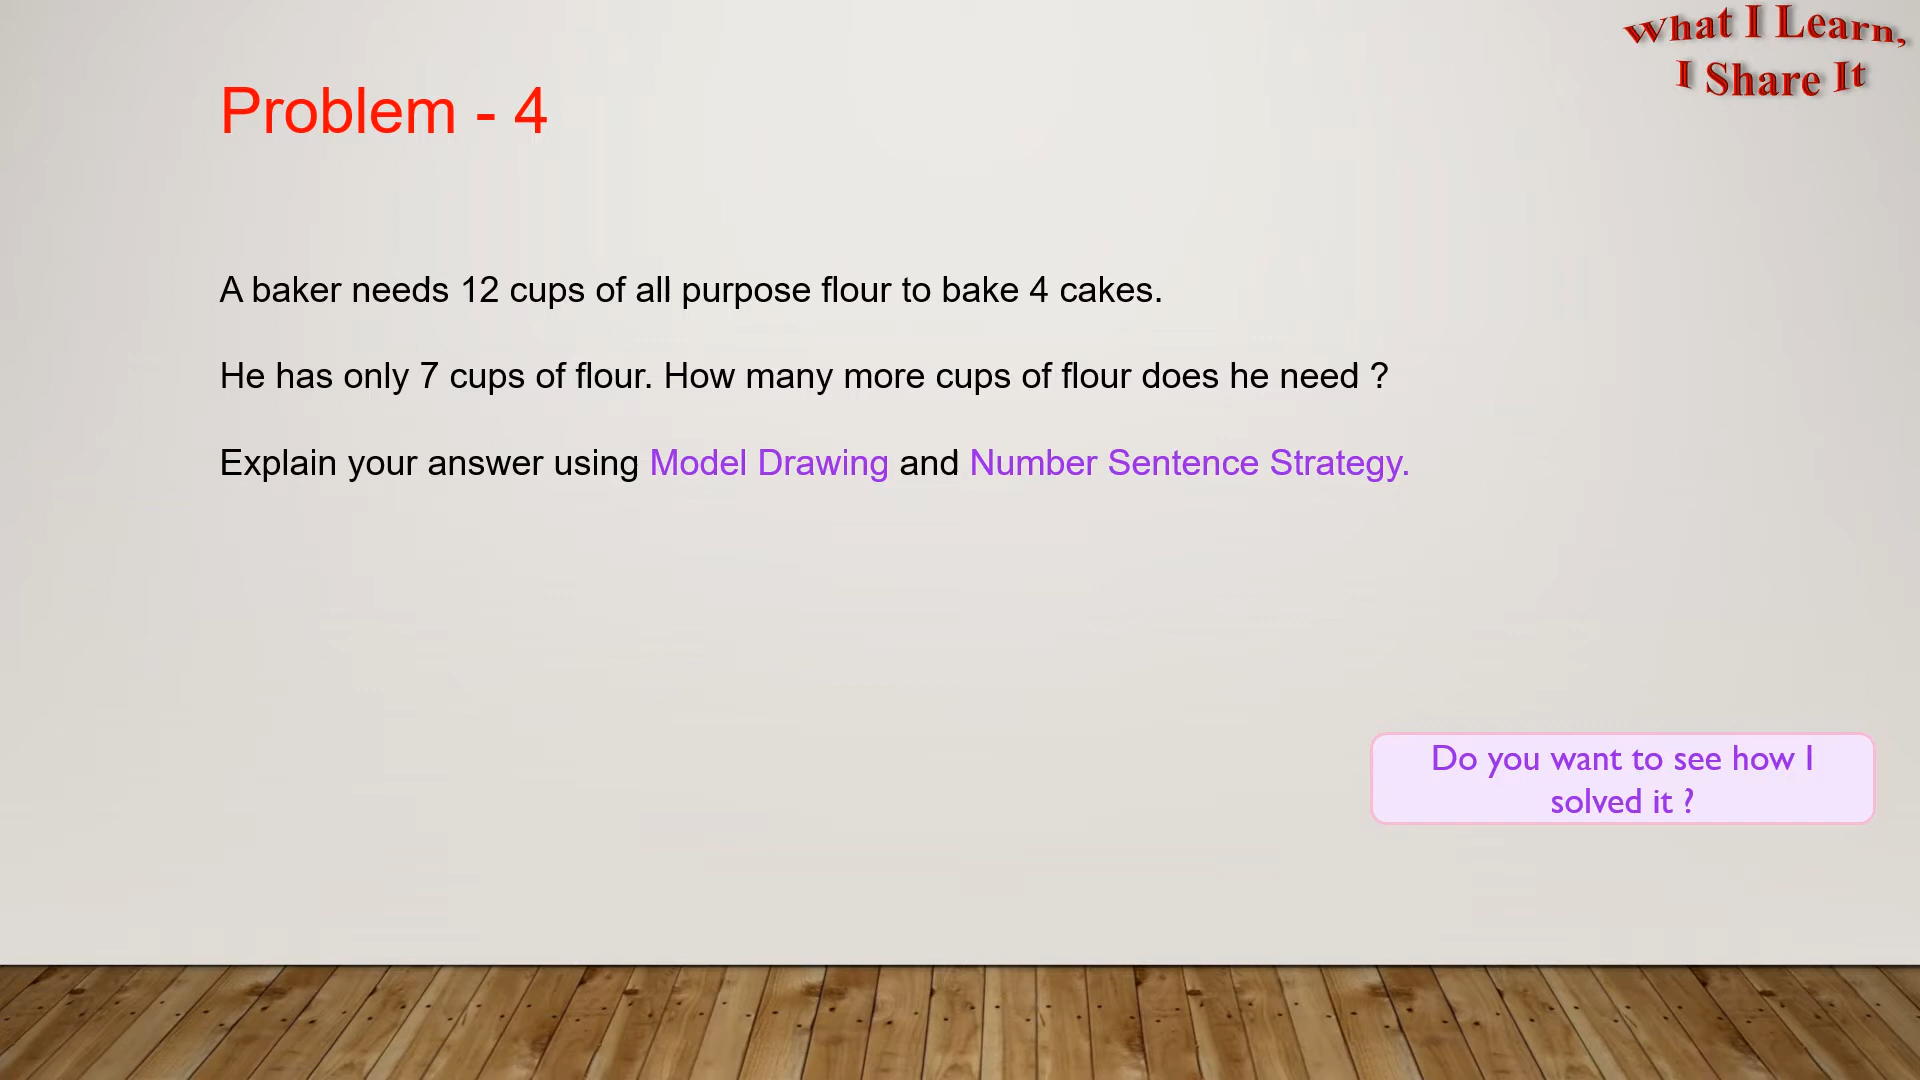 What I Learn,
I Share It
Problem - 4
A baker needs 12 cups of all purpose flour to bake 4 cakes.
He has only 7 cups of flour. How many more cups of flour does he need ?
Explain your answer using Model Drawing and Number Sentence Strategy.
Do you want to see how I
solved it ?